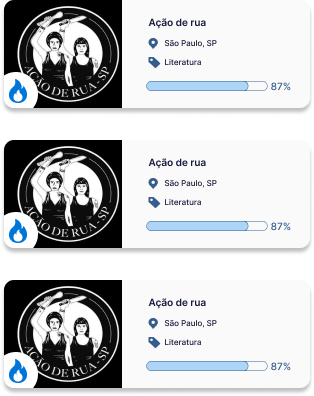 Ação de rua
São Paulo, SP
Literatura
87%
AÇÃO DE RUA - SP
Ação de rua
São Paulo, SP
Literatura
87%
AÇÃO DE RUA - SP
Ação de rua
São Paulo, SP
Literatura
87%
AÇÃO DE RUA - SP